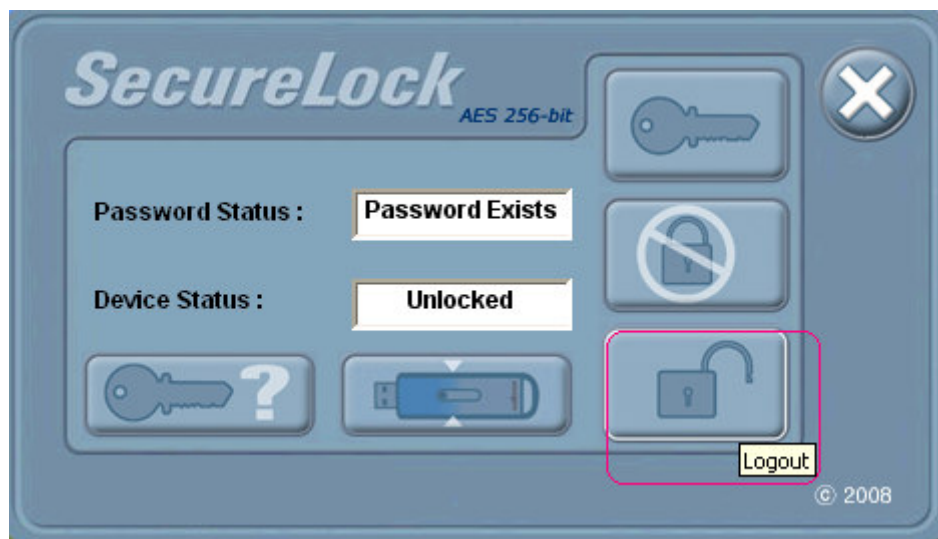 SecureLock
AES 256-bit
Password Status : Password Exists
Device Status : Unlocked
?
Logout
© 2008